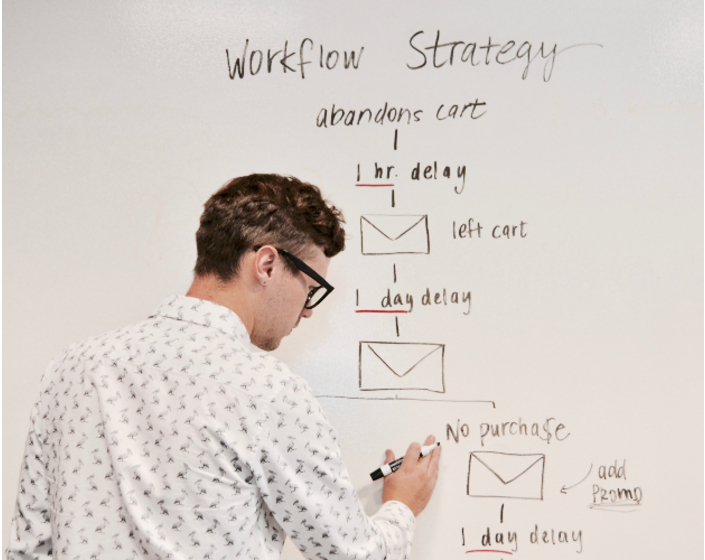 Workflow Strategy
abandons cart
1 hr. delay
left cart
1 day delay
No purchase
add
PROMO
1 day delay